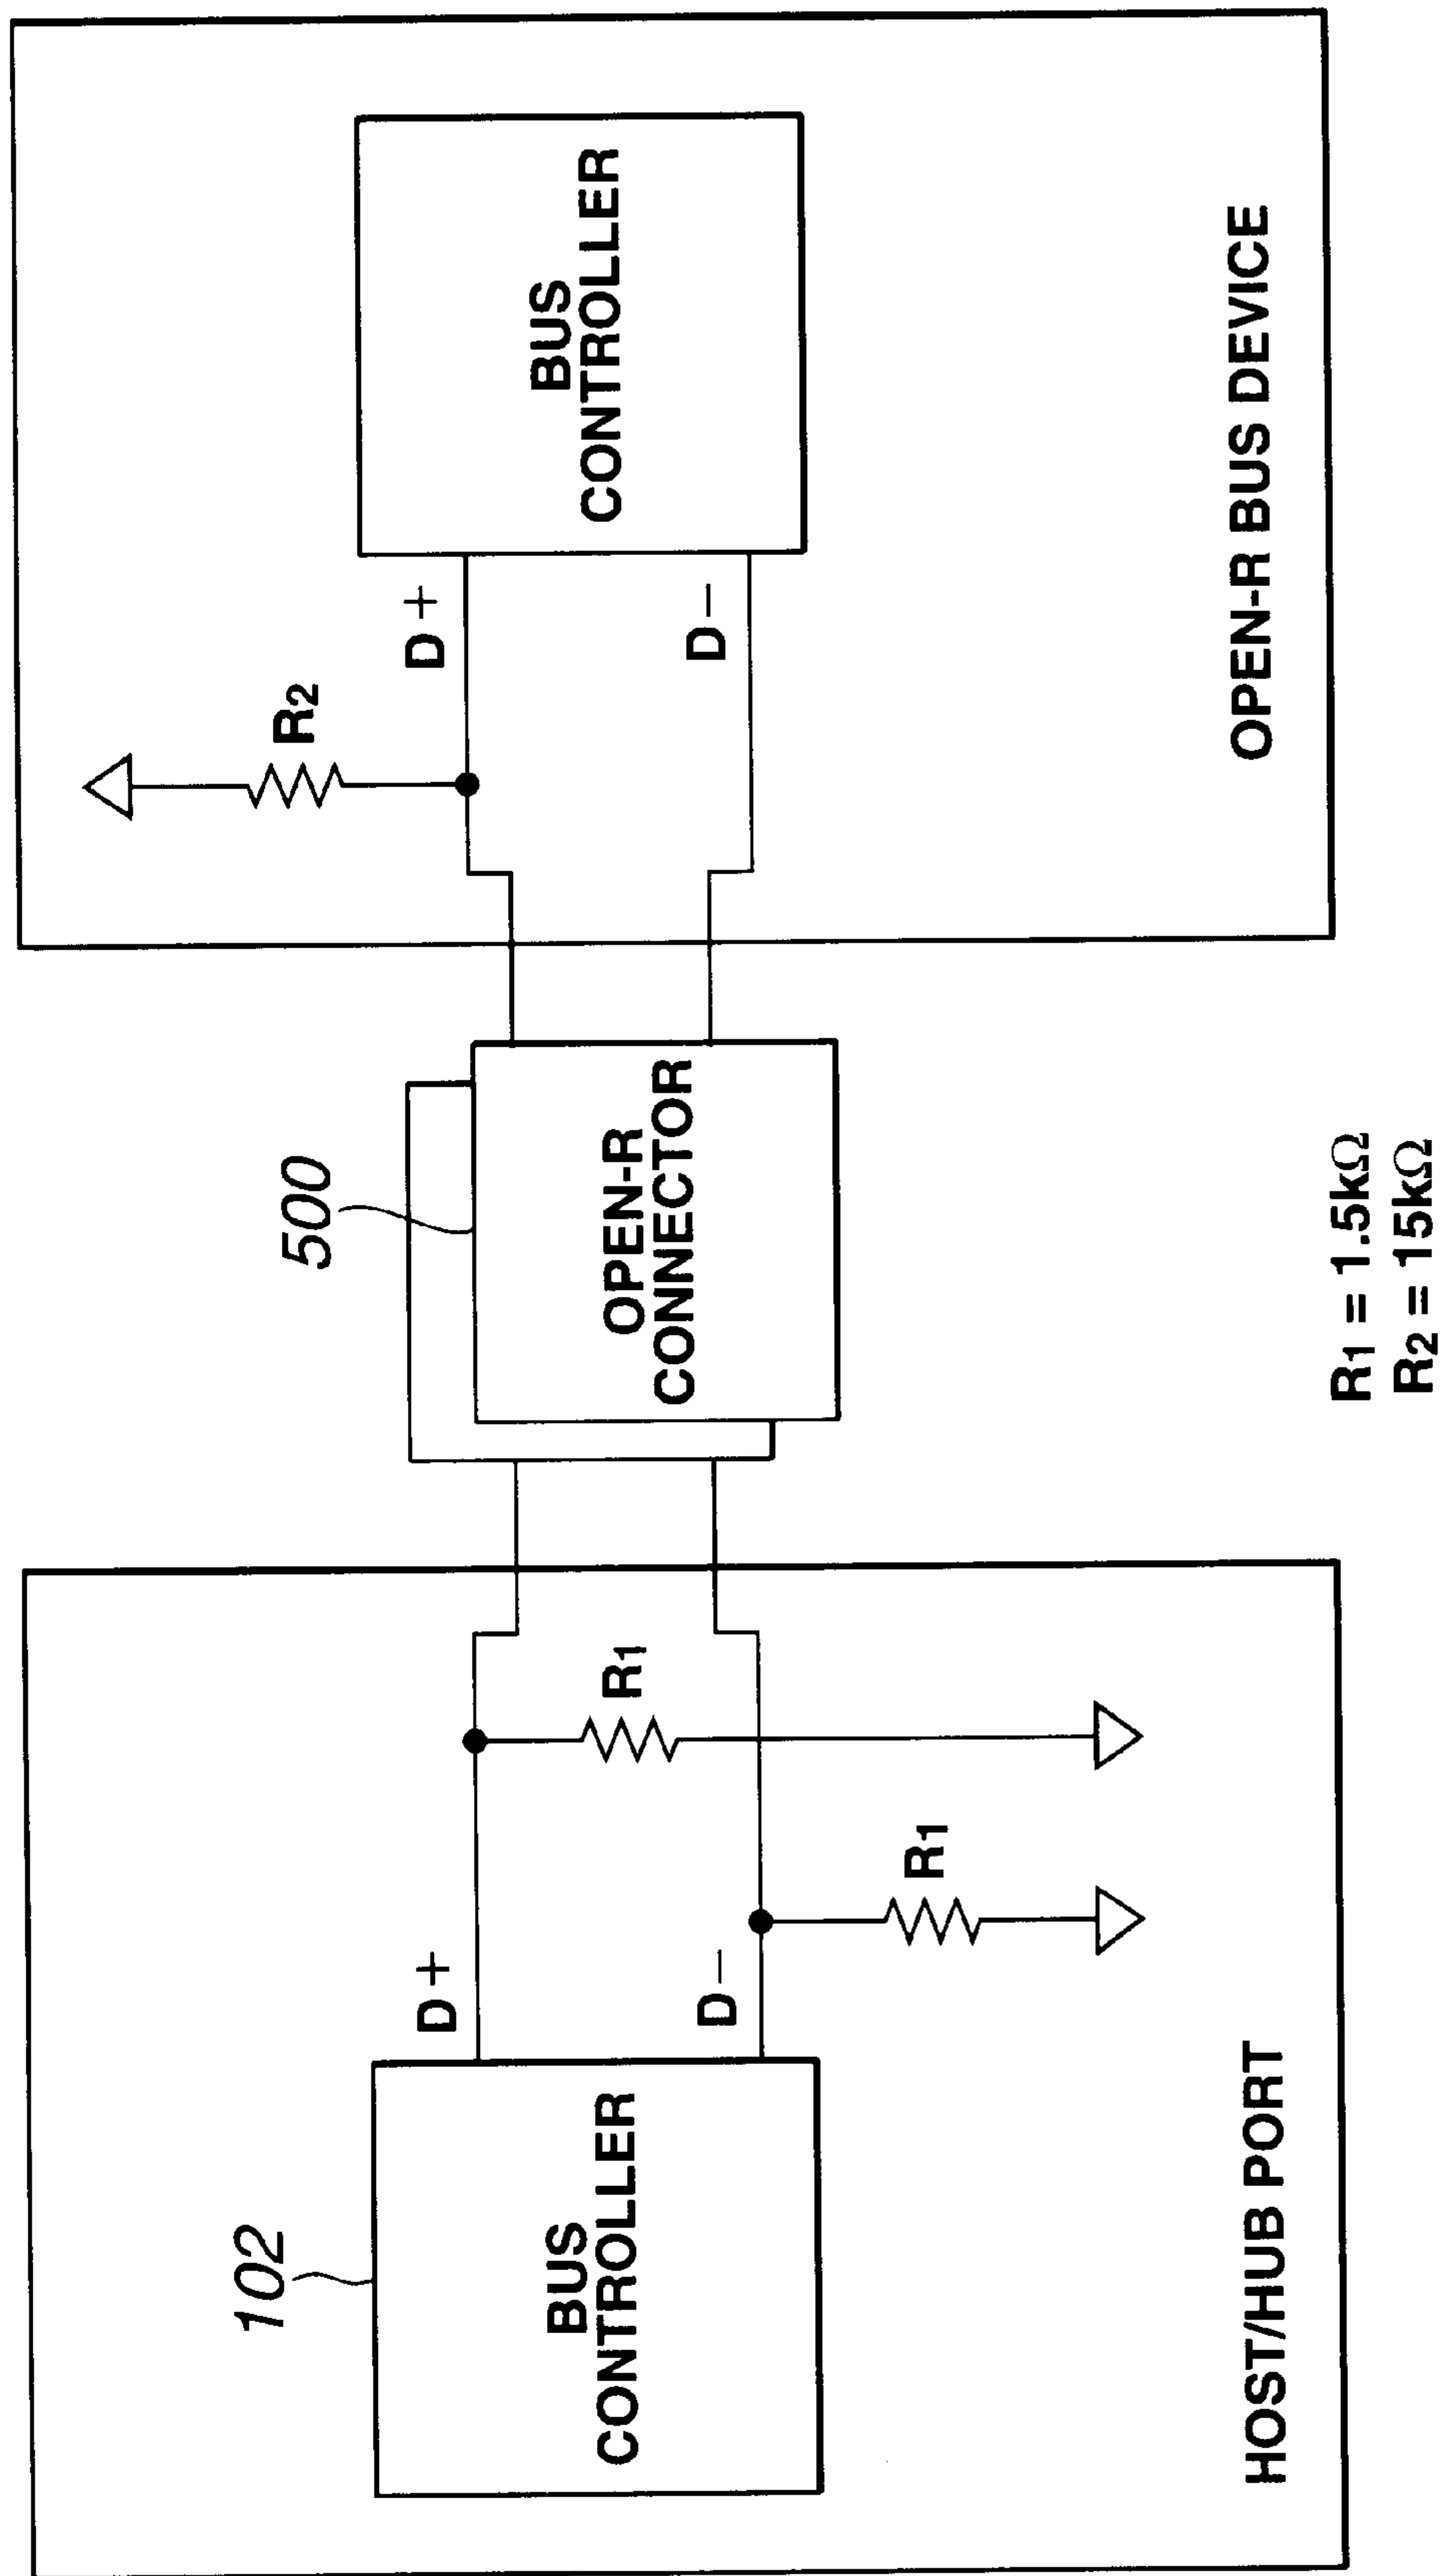 102
BUS
CONTROLLER
D+
D-
R1
R1
HOST/HUB PORT
500
OPEN-R
CONNECTOR
R2
D+
D-
BUS
CONTROLLER
OPEN-R BUS DEVICE
R1 = 1.5kΩ
R2 = 15kΩ